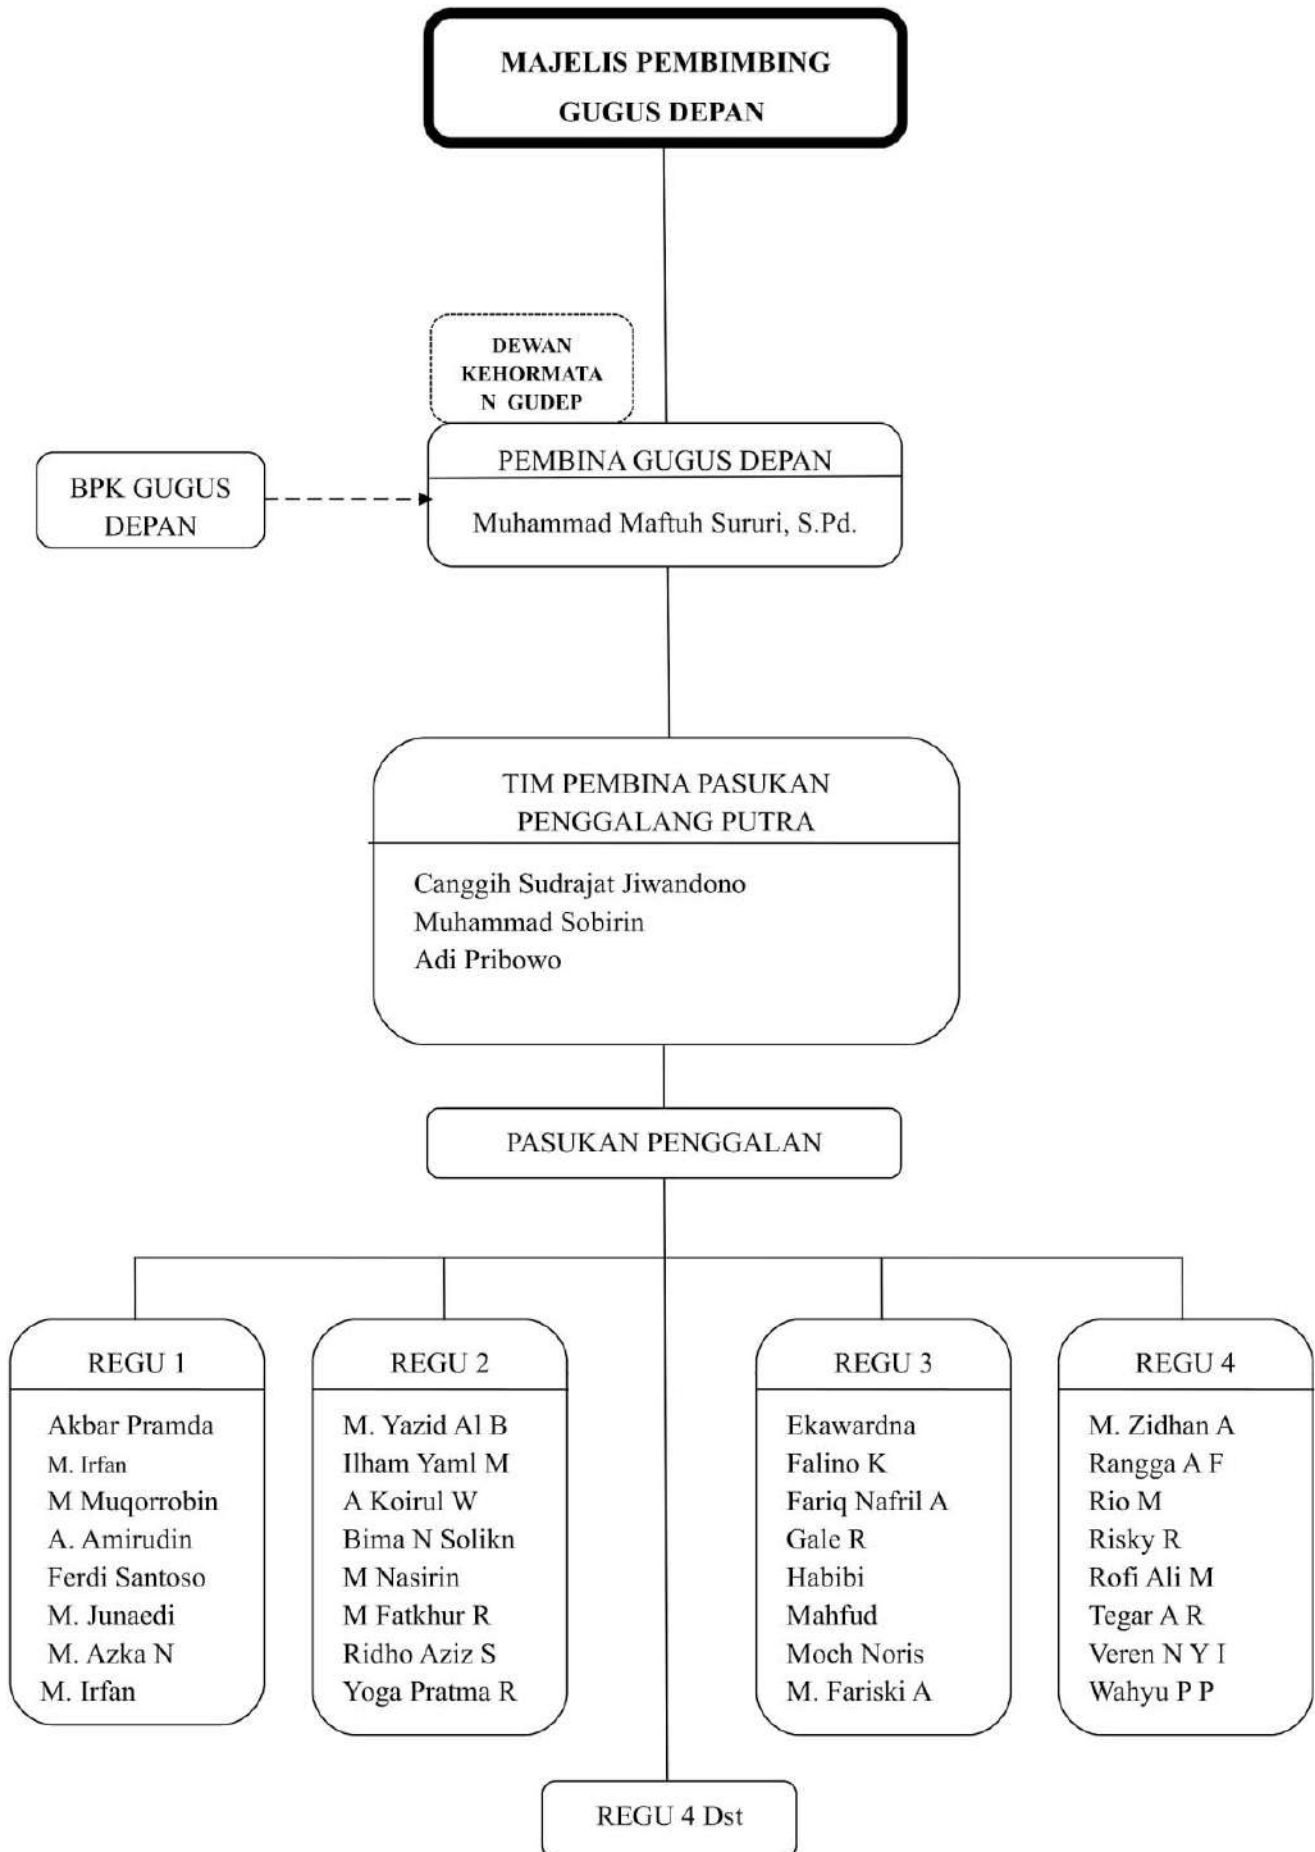 MAJELIS PEMBIMBING
GUGUS DEPAN
DEWAN
KEHORMATA
N GUDEP
BPK GUGUS
DEPAN
PEMBINA GUGUS DEPAN
Muhammad Maftuh Sururi, S.Pd.
TIM PEMBINA PASUKAN
PENGGALANG PUTRA
Canggih Sudrajat Jiwandono
Muhammad Sobirin
Adi Pribowo
PASUKAN PENGGALAN
REGU 1
Akbar Pramda
M. Irfan
M Muqorrobin
A. Amirudin
Ferdi Santoso
M. Junaedi
M. Azka N
M. Irfan
REGU 2
M. Yazid Al B
Ilham Yaml M
A Koirul W
Bima N Solikn
M Nasirin
M Fatkhur R
Ridho Aziz S
Yoga Pratma R
REGU 3
Ekawardna
Falino K
Fariq Nafril A
Gale R
Habibi
Mahfud
Moch Noris
M. Fariski A
REGU 4
M. Zidhan A
Rangga A F
Rio M
Risky R
Rofi Ali M
Tegar A R
Veren N Y I
Wahyu P P
REGU 4 Dst